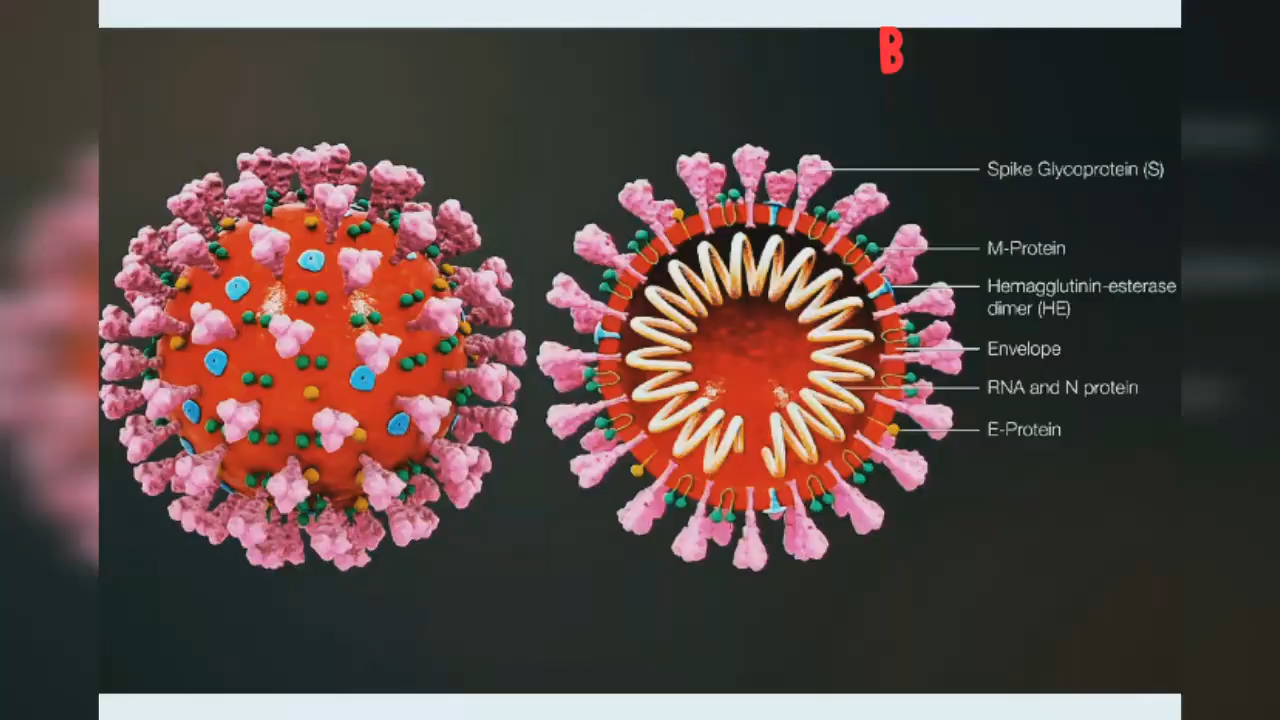 B
Spike Glycoprotein (S)
M-Protein
Hemagglutinin-esterase
dimer (HE)
Envelope
RNA and N protein
E-Protein